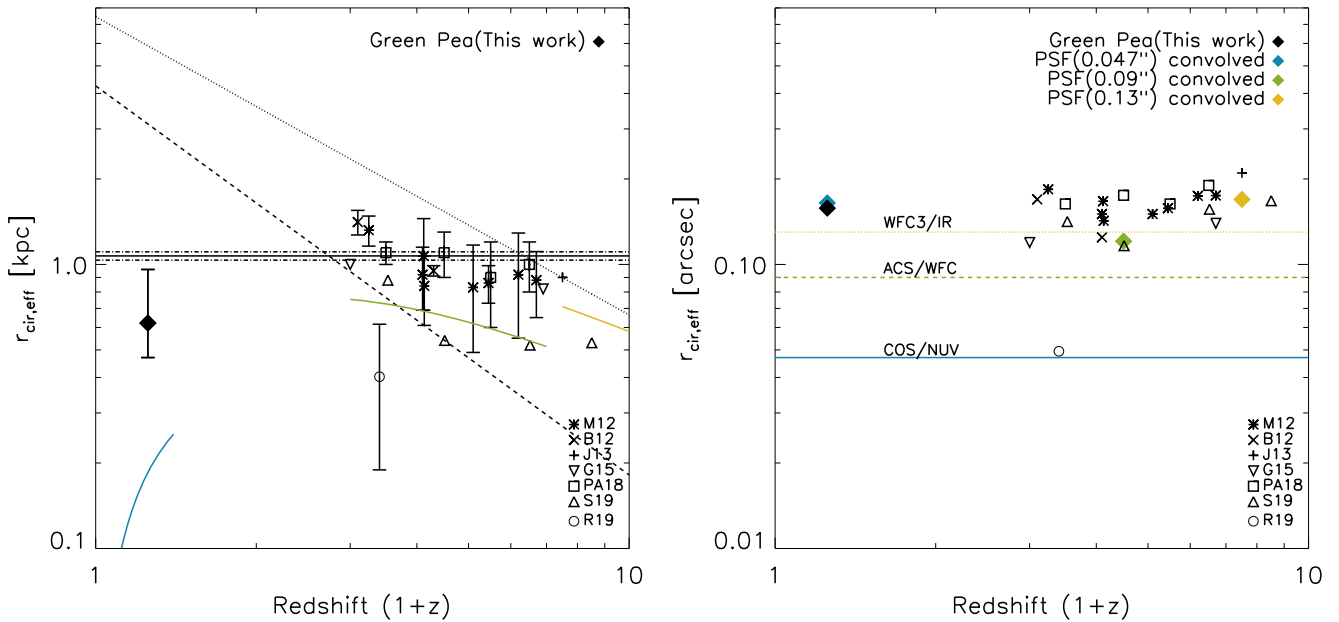 Green Pea(This work)
1.0
0.1
r_cir,eff [kpc]
M12
B12
J13
G15
PA18
S19
R19
1
10
Redshift (1+z)
Green Pea(This work)
PSF(0.047") convolved
PSF(0.09") convolved
PSF(0.13") convolved
WFC3/IR
ACS/WFC
COS/NUV
0.10
0.01
r_cir,eff [arcsec]
M12
B12
J13
G15
PA18
S19
R19
1
10
Redshift (1+z)